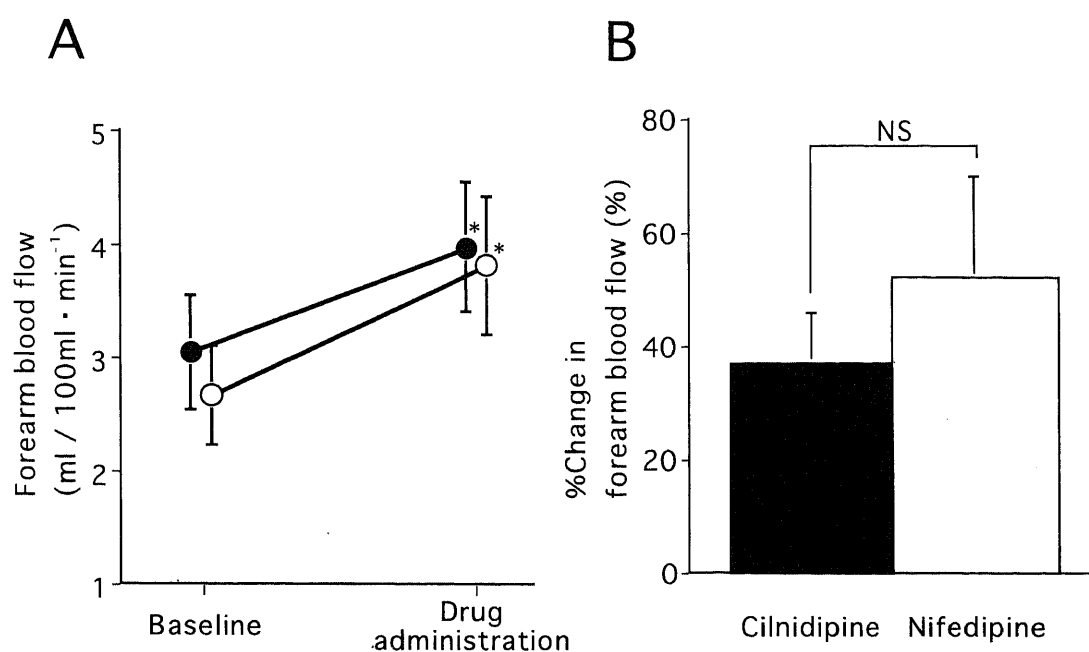 A
B
Forearm blood flow
(ml / 100ml・min⁻¹)
5
4
3
2
1
*
*
Baseline
Drug
administration
%Change in
forearm blood flow (%)
80
60
40
20
0
NS
Cilnidipine
Nifedipine